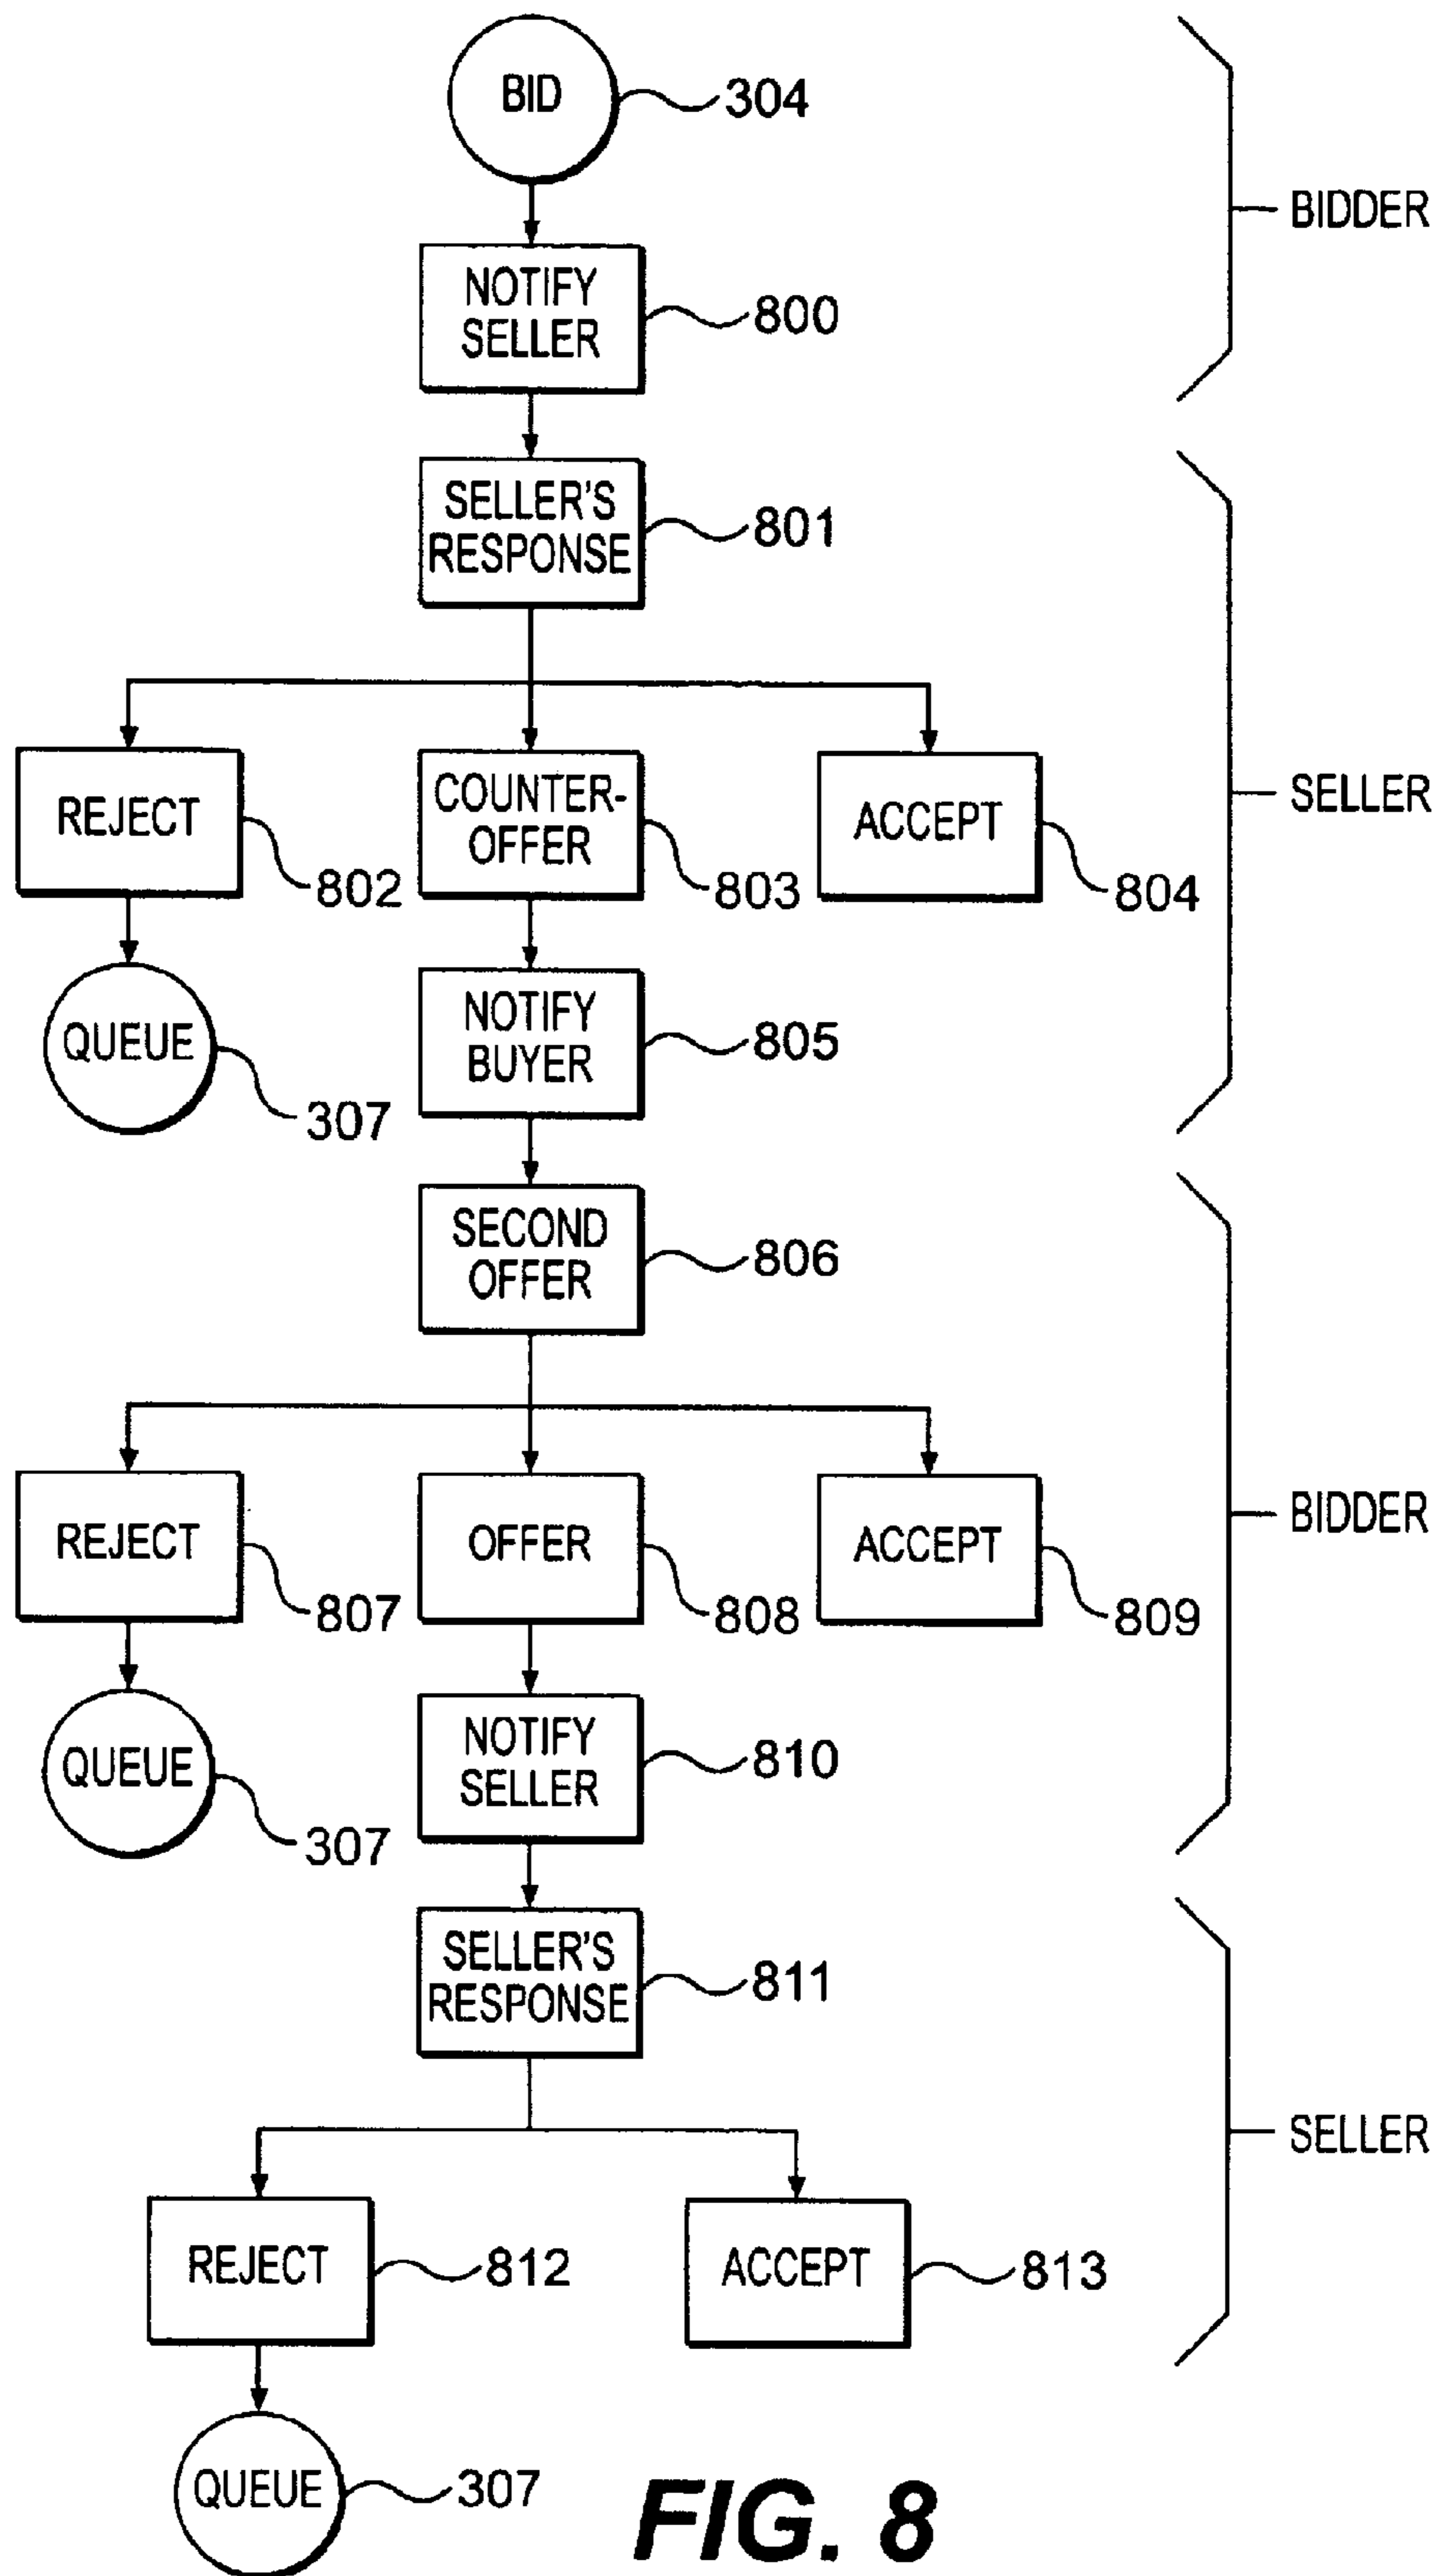 BID
304
BIDDER
NOTIFY
SELLER
800
SELLER'S
RESPONSE
801
REJECT
802
COUNTER-
OFFER
803
ACCEPT
804
SELLER
QUEUE
307
NOTIFY
BUYER
805
SECOND
OFFER
806
REJECT
807
OFFER
808
ACCEPT
809
BIDDER
QUEUE
307
NOTIFY
SELLER
810
SELLER'S
RESPONSE
811
SELLER
REJECT
812
ACCEPT
813
QUEUE
307
FIG. 8